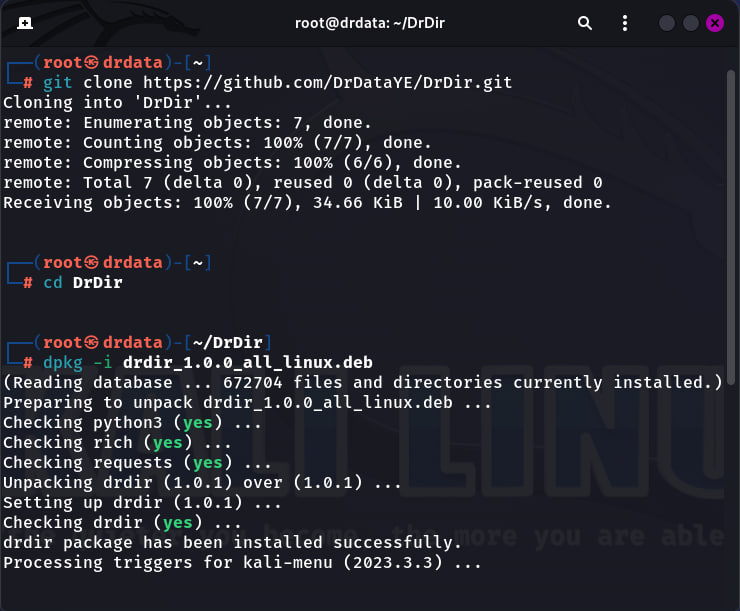 root@drdata: ~/DrDir
┌──(root㉿drdata)-[~]
└─# git clone https://github.com/DrDataYE/DrDir.git
Cloning into 'DrDir'...
remote: Enumerating objects: 7, done.
remote: Counting objects: 100% (7/7), done.
remote: Compressing objects: 100% (6/6), done.
remote: Total 7 (delta 0), reused 0 (delta 0), pack-reused 0
Receiving objects: 100% (7/7), 34.66 KiB | 10.00 KiB/s, done.
┌──(root㉿drdata)-[~]
└─# cd DrDir
┌──(root㉿drdata)-[~/DrDir]
└─# dpkg -i drdir_1.0.0_all_linux.deb
(Reading database ... 672704 files and directories currently installed.)
Preparing to unpack drdir_1.0.0_all_linux.deb ...
Checking python3 (yes) ...
Checking rich (yes) ...
Checking requests (yes) ...
Unpacking drdir (1.0.1) over (1.0.1) ...
Setting up drdir (1.0.1) ...
Checking drdir (yes) ...
drdir package has been installed successfully.
Processing triggers for kali-menu (2023.3.3) ...